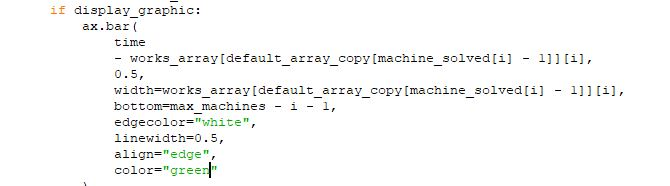 if display_graphic:
ax.bar(
time
- works_array[default_array_copy[machine_solved[i] - 1]][i],
0.5,
width=works_array[default_array_copy[machine_solved[i] - 1]][i],
bottom=max_machines - i - 1,
edgecolor="white",
linewidth=0.5,
align="edge",
color="green"
)